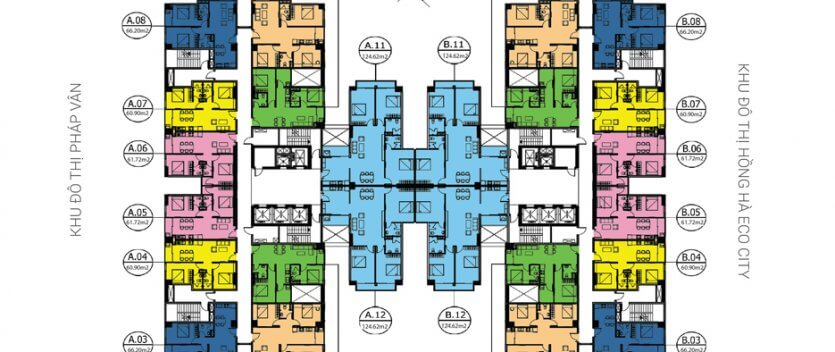 A.08
66.20m2
A.07
60.90m2
A.06
61.72m2
A.05
61.72m2
A.04
60.90m2
A.03
66.20m2
KHU ĐÔ THỊ PHÁP VÂN
A.11
124.62m2
A.12
124.62m2
B.11
124.62m2
B.12
124.62m2
B.08
66.20m2
B.07
60.90m2
B.06
61.72m2
B.05
61.72m2
B.04
60.90m2
B.03
66.20m2
KHU ĐÔ THỊ HỒNG HÀ ECO CITY